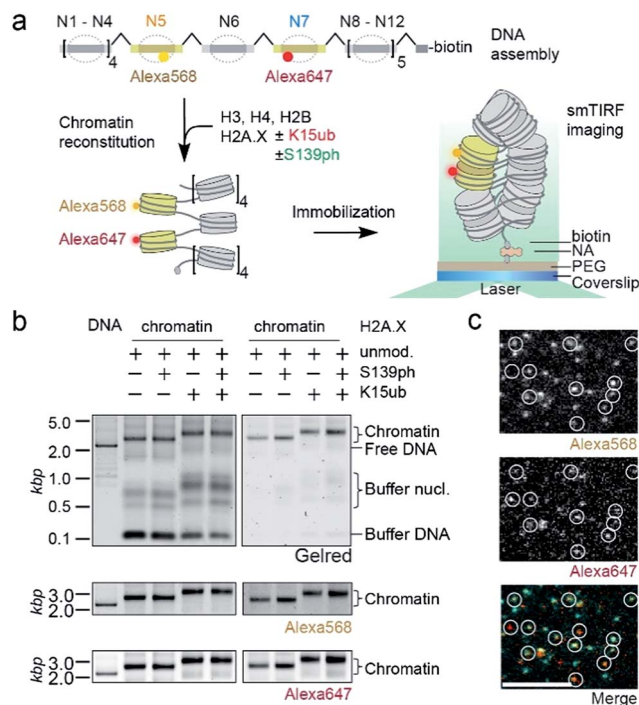 a
N1 - N4 N5 N6 N7 N8 - N12
4 5 -biotin
DNA assembly
Alexa568 Alexa647
Chromatin reconstitution
H3, H4, H2B
H2A.X ± K15ub
±S139ph
smTIRF imaging
4
Alexa568
Alexa647
4
Immobilization
biotin
NA
PEG
Coverslip
Laser
b
DNA chromatin chromatin H2A.X
+ + + + + + + + unmod.
− + − + − + − + S139ph
− − + + − − + + K15ub
kbp
5.0
2.0
1.0
0.5
0.1
Chromatin
Free DNA
Buffer nucl.
Buffer DNA
Gelred
kbp
3.0
2.0
Chromatin
Alexa568
kbp
3.0
2.0
Chromatin
Alexa647
c
Alexa568
Alexa647
Merge